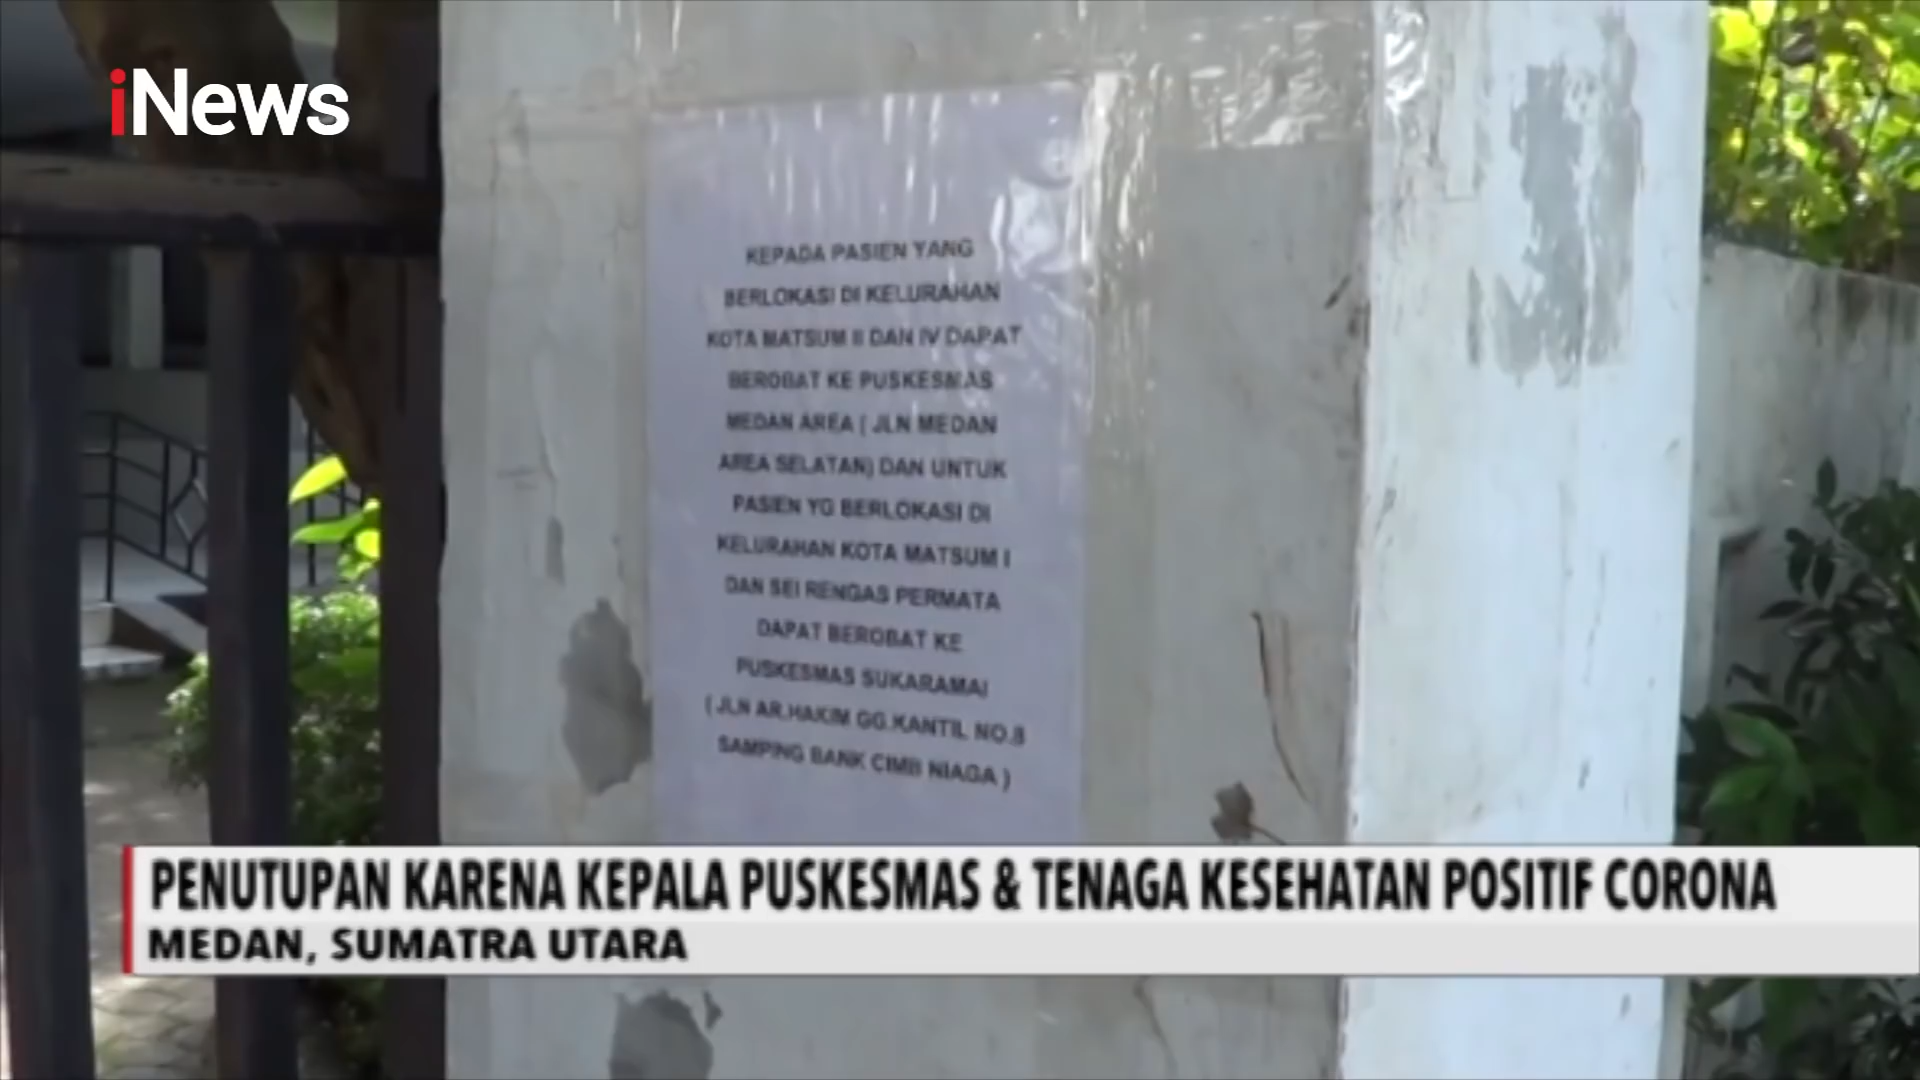 iNews
KEPADA PASIEN YANG
BERLOKASI DI KELURAHAN
KOTA MATSUM II DAN IV DAPAT
BEROBAT KE PUSKESMAS
MEDAN AREA ( JLN MEDAN
AREA SELATAN) DAN UNTUK
PASIEN YG BERLOKASI DI
KELURAHAN KOTA MATSUM I
DAN SEI RENGAS PERMATA
DAPAT BEROBAT KE
PUSKESMAS SUKARAMAI
( JLN AR.HAKIM GG.KANTIL NO.8
SAMPING BANK CIMB NIAGA )
PENUTUPAN KARENA KEPALA PUSKESMAS & TENAGA KESEHATAN POSITIF CORONA
MEDAN, SUMATRA UTARA